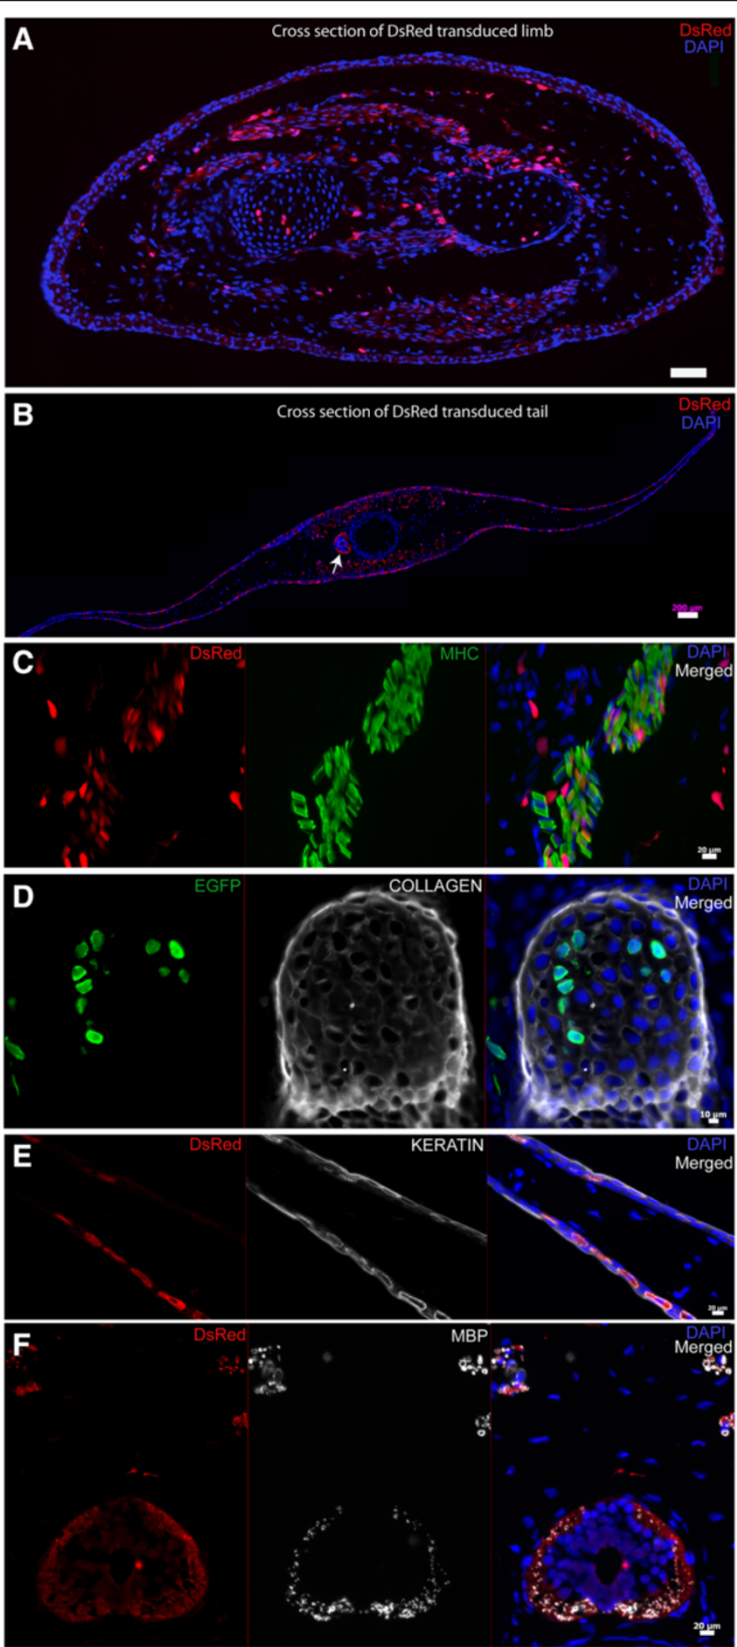 A
Cross section of DsRed transduced limb
DsRed
DAPI
B
Cross section of DsRed transduced tail
DsRed
DAPI
200 µm
C
DsRed
MHC
DAPI
Merged
20 µm
D
EGFP
COLLAGEN
DAPI
Merged
10 µm
E
DsRed
KERATIN
DAPI
Merged
20 µm
F
DsRed
MBP
DAPI
Merged
20 µm